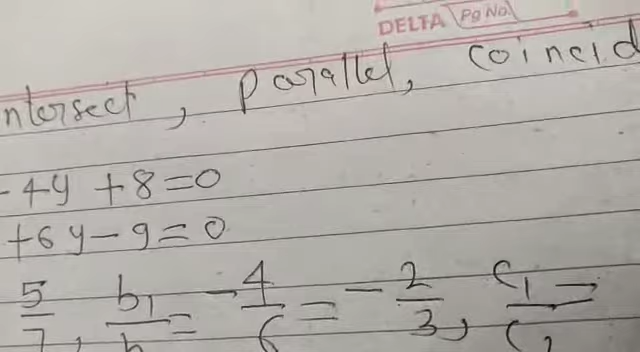 DELTA Pg No.
ntersect, parallel, coincid
-4y +8=0
+6y-9=0
5/7, b1/b = -4/6 = -2/3, c1/c2 =